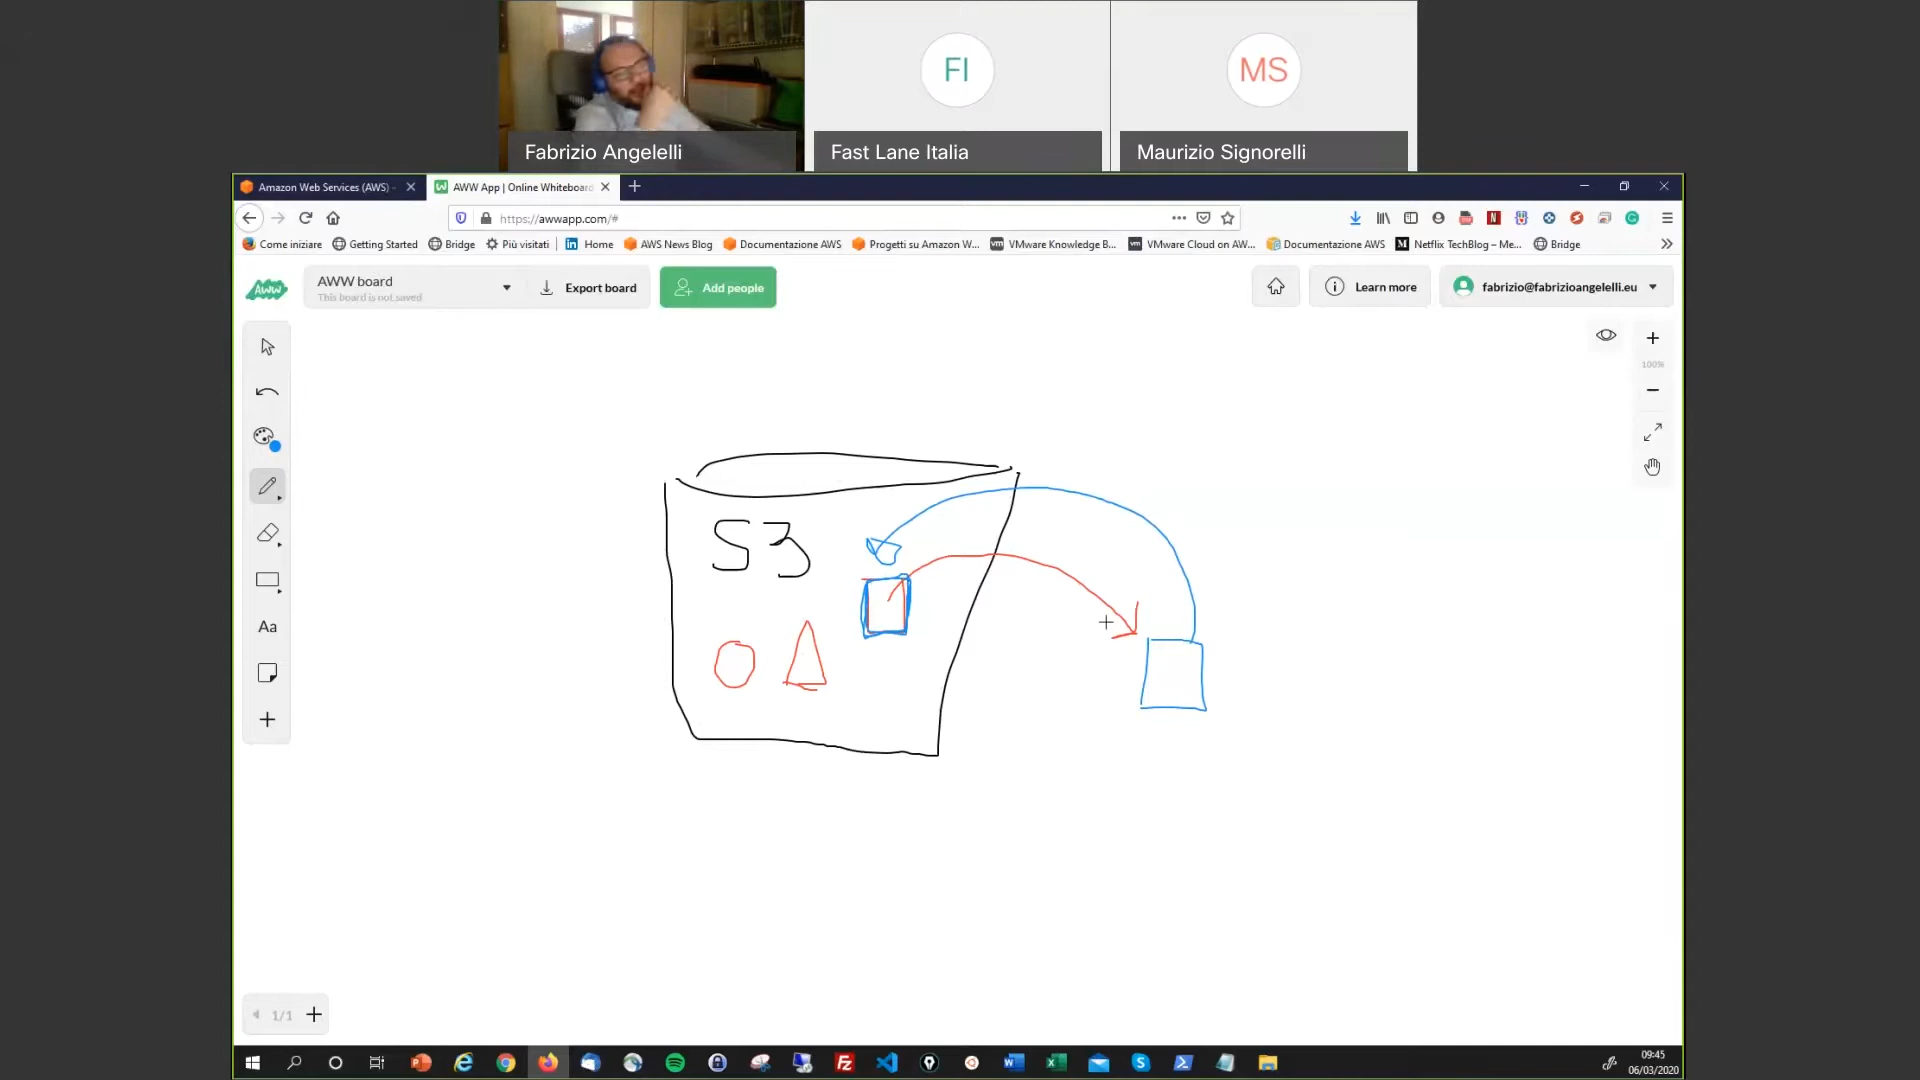 FI
MS
Fabrizio Angelelli
Fast Lane Italia
Maurizio Signorelli
Amazon Web Services (AWS) -
AWW App | Online Whiteboard
https://awwapp.com/#
Come iniziare
Getting Started
Bridge
Più visitati
Home
AWS News Blog
Documentazione AWS
Progetti su Amazon W...
VMware Knowledge B...
VMware Cloud on AW...
Documentazione AWS
Netflix TechBlog – Me...
Bridge
AWW
AWW board
This board is not saved
Export board
Add people
Learn more
fabrizio@fabrizioangelelli.eu
100%
S3
Aa
1/1
09:45
06/03/2020